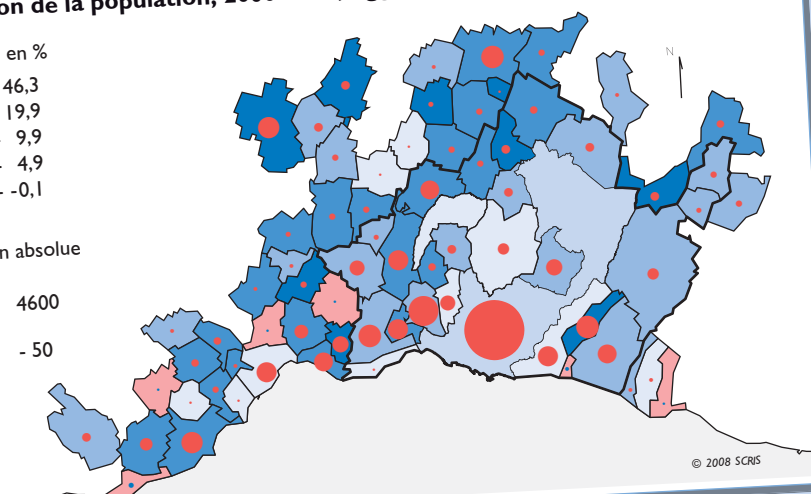 on de la population,
en %
46,3
19,9
9,9
4,9
-0,1
n absolue
4600
- 50
N
© 2008 SCRIS